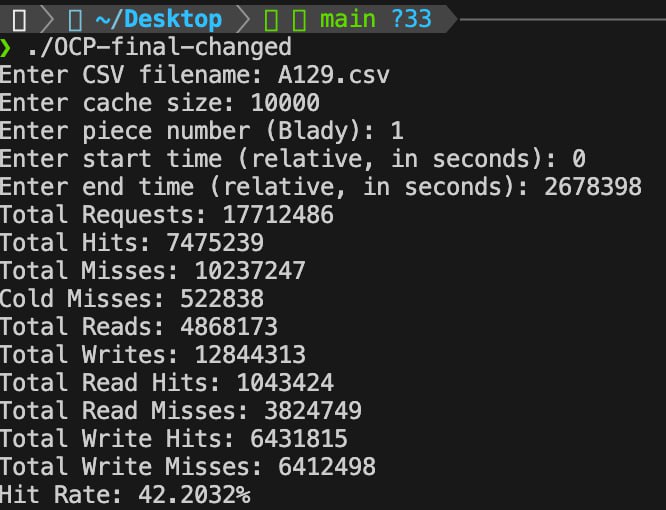 ~/Desktop main ?33
❯ ./OCP-final-changed
Enter CSV filename: A129.csv
Enter cache size: 10000
Enter piece number (Blady): 1
Enter start time (relative, in seconds): 0
Enter end time (relative, in seconds): 2678398
Total Requests: 17712486
Total Hits: 7475239
Total Misses: 10237247
Cold Misses: 522838
Total Reads: 4868173
Total Writes: 12844313
Total Read Hits: 1043424
Total Read Misses: 3824749
Total Write Hits: 6431815
Total Write Misses: 6412498
Hit Rate: 42.2032%